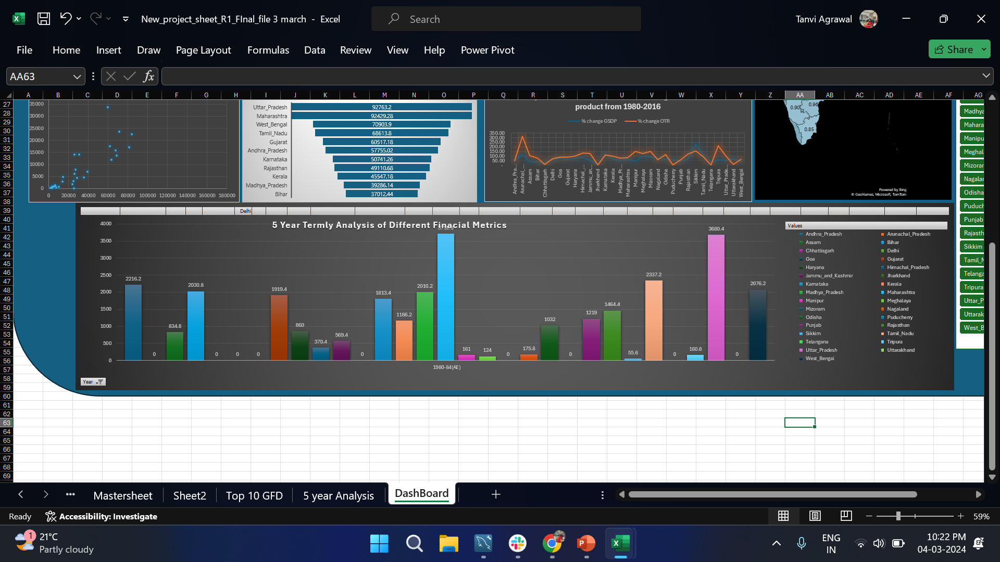 New_project_sheet_R1_FInal_file 3 march - Excel
Search
Tanvi Agrawal
File Home Insert Draw Page Layout Formulas Data Review View Help Power Pivot
Share
AA63
fx
A B C D E F G H I J K L M N O P Q R S T U V W X Y Z AA AB AC AD AE AF AG
27
28
29
30
31
32
33
34
35
36
37
38
39
40
41
42
43
44
45
46
47
48
49
50
51
52
53
54
55
56
57
58
59
60
61
62
63
64
65
66
67
68
69
35000
30000
25000
20000
15000
10000
5000
0
0 20000 40000 60000 80000 100000 120000 140000 160000 180000
Uttar_Pradesh 92763.2
Maharashtra 92429.28
West_Bengal 70903.9
Tamil_Nadu 68613.8
Gujarat 60517.18
Andhra_Pradesh 57755.02
Karnataka 50741.26
Rajasthan 49110.68
Kerala 45547.18
Madhya_Pradesh 39286.14
Bihar 37012.44
product from 1980-2016
% change GSDP % change OTR
350.00
300.00
250.00
200.00
150.00
100.00
50.00
-
Andhra_Pra...
Arunachal_...
Assam
Bihar
Chhattisgarh
Delhi
Goa
Gujarat
Haryana
Himachal_...
Jammu_an...
Jharkhand
Karnataka
Kerala
Madhya_Pr...
Maharashtra
Manipur
Meghalaya
Mizoram
Nagaland
Odisha
Puducherry
Punjab
Rajasthan
Sikkim
Tamil_Nadu
Telangana
Tripura
Uttar_Prade...
Uttarakhand
West_Bengal
0.90 0.96
0.85
Powered by Bing
© GeoNames, Microsoft, TomTom
Madhya
Mahara
Manipu
Meghal
Mizorar
Nagalar
Odisha
Puduch
Punjab
Rajasth
Sikkim
Tamil_N
Telanga
Tripura
Uttar_P
Uttarak
West_B
Delhi
5 Year Termly Analysis of Different Finacial Metrics
4000
3500
3000
2500
2000
1500
1000
500
0
2216.2 0 834.8 2030.8 0 0 0 1919.4 860 370.4 569.4 0 1813.4 1166.2 2010.2 161 124 0 175.8 1032 0 1219 1464.4 55.6 2337.2 0 160.8 3680.4 0 2076.2
1980-84(AE)
Year
Values
Andhra_Pradesh Arunachal_Pradesh
Assam Bihar
Chhattisgarh Delhi
Goa Gujarat
Haryana Himachal_Pradesh
Jammu_and_Kashmir Jharkhand
Karnataka Kerala
Madhya_Pradesh Maharashtra
Manipur Meghalaya
Mizoram Nagaland
Odisha Puducherry
Punjab Rajasthan
Sikkim Tamil_Nadu
Telangana Tripura
Uttar_Pradesh Uttarakhand
West_Bengal
Mastersheet Sheet2 Top 10 GFD 5 year Analysis DashBoard
Ready
Accessibility: Investigate
59%
1
21°C
Partly cloudy
ENG
IN
10:22 PM
04-03-2024